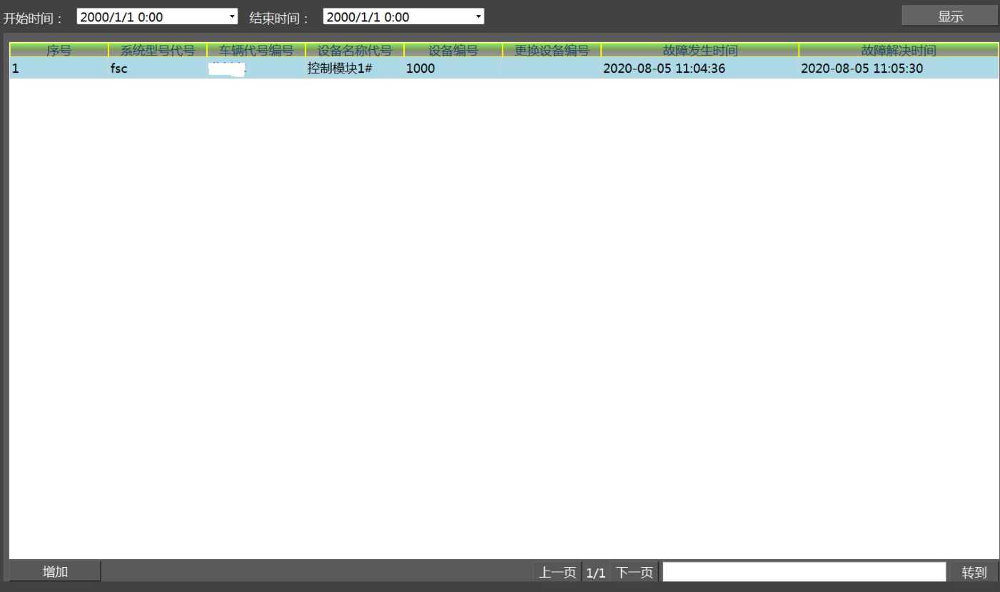 开始时间： 2000/1/1 0:00 结束时间： 2000/1/1 0:00 显示
序号 系统型号代号 车辆代号编号 设备名称代号 设备编号 更换设备编号 故障发生时间 故障解决时间
1 fsc 控制模块1# 1000 2020-08-05 11:04:36 2020-08-05 11:05:30
增加 上一页 1/1 下一页 转到